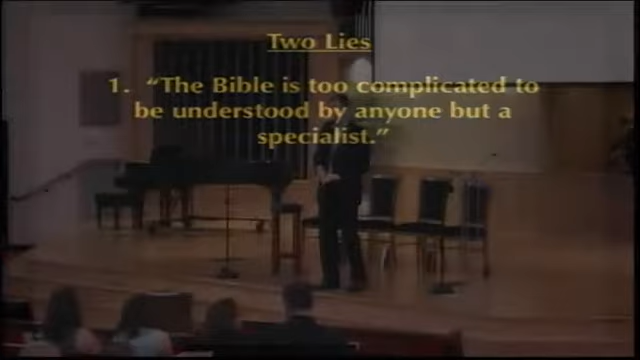 Two Lies
1. “The Bible is too complicated to
be understood by anyone but a
specialist.”